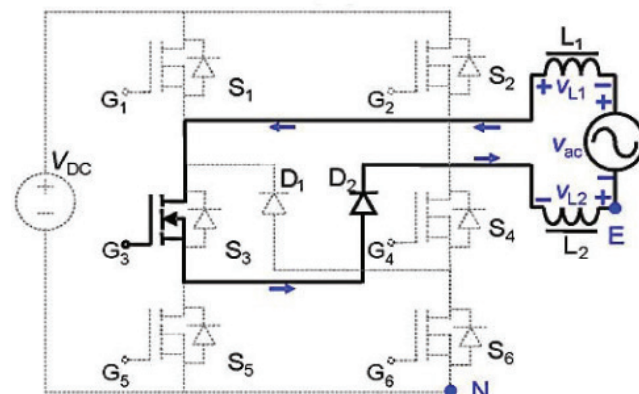 L1
G1
S1
G2
S2
+ vL1 −
+
vac
−
VDC
+
−
D1
D2
− vL2 +
E
L2
G3
S3
G4
S4
G5
S5
G6
S6
N